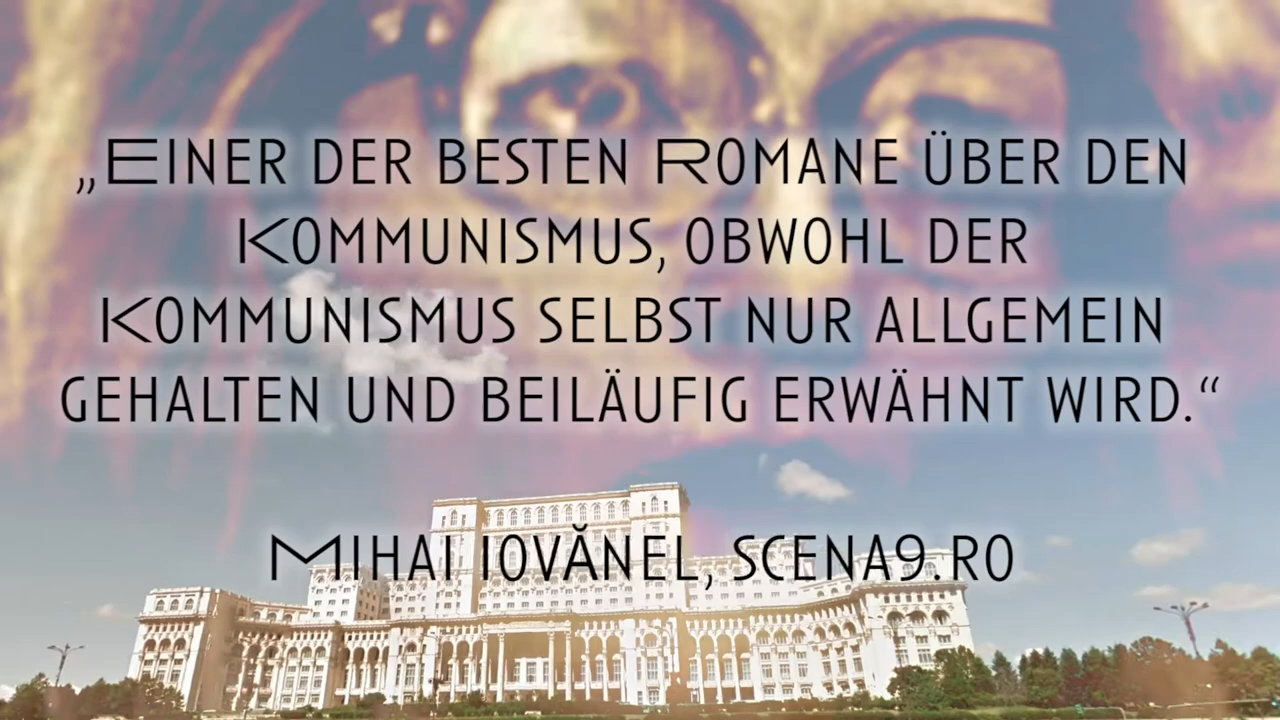 „Einer der besten Romane über den
Kommunismus, obwohl der
Kommunismus selbst nur allgemein
gehalten und beiläufig erwähnt wird.“
Mihai Iovănel, scena9.ro